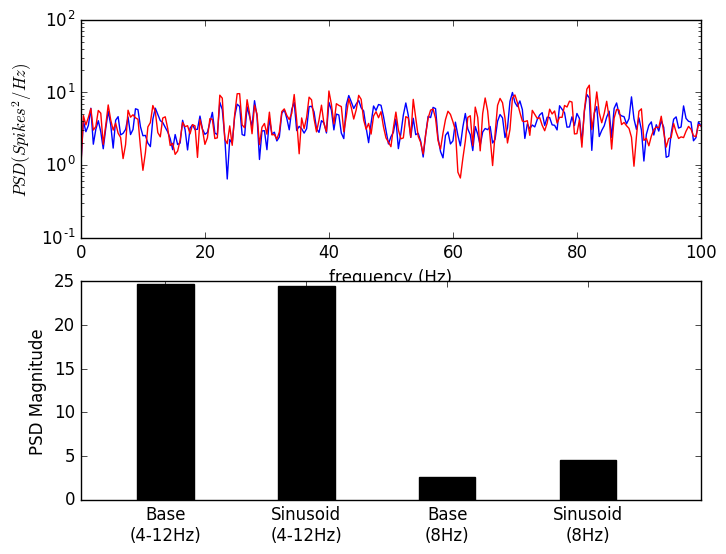 10^2
10^1
10^0
10^-1
PSD(Spikes^2/Hz)
0 20 40 60 80 100
frequency (Hz)
25
20
15
10
5
0
PSD Magnitude
Base Sinusoid Base Sinusoid
(4-12Hz) (4-12Hz) (8Hz) (8Hz)